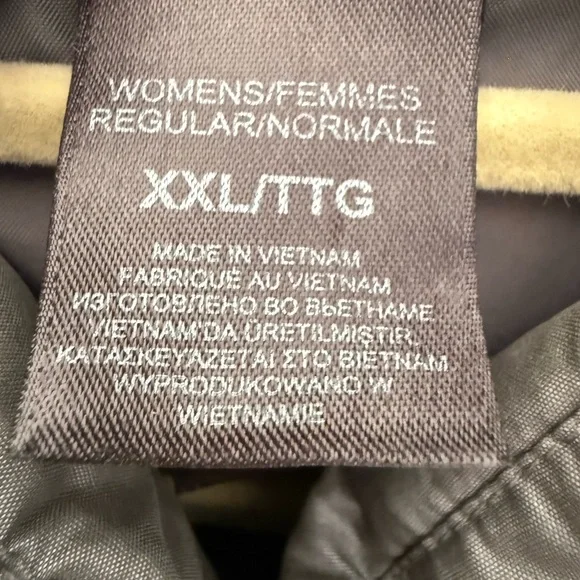 WOMENS/FEMMES
REGULAR/NORMALE
XXL/TTG
MADE IN VIETNAM
FABRIQUÉ AU VIETNAM
ИЗГОТОВЛЕНО ВО ВЬЕТНАМЕ
VIETNAM'DA ÜRETILMIŞTIR.
ΚΑΤΑΣΚΕΥΑΖΕΤΑΙ ΣΤΟ ΒΙΕΤΝΑΜ
WYPRODUKOWANO W
WIETNAMIE